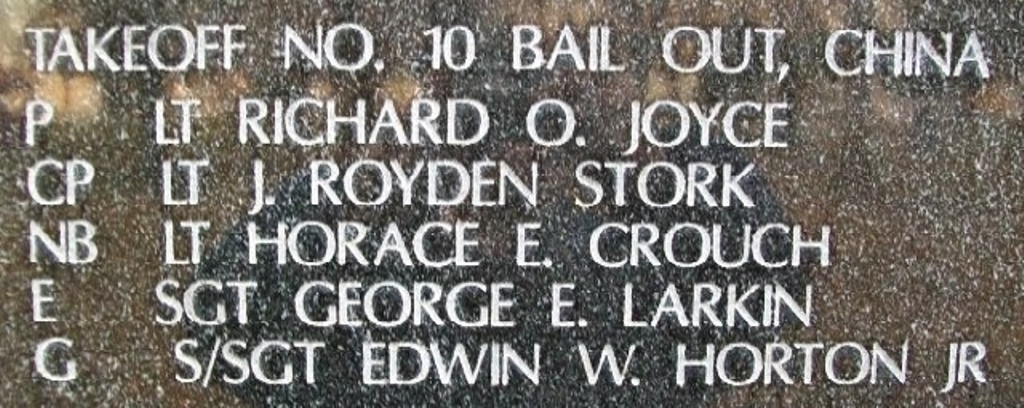 TAKEOFF NO. 10 BAIL OUT, CHINA
P LT RICHARD O. JOYCE
CP LT J. ROYDEN STORK
NB LT HORACE E. CROUCH
E SGT GEORGE E. LARKIN
G S/SGT EDWIN W. HORTON JR